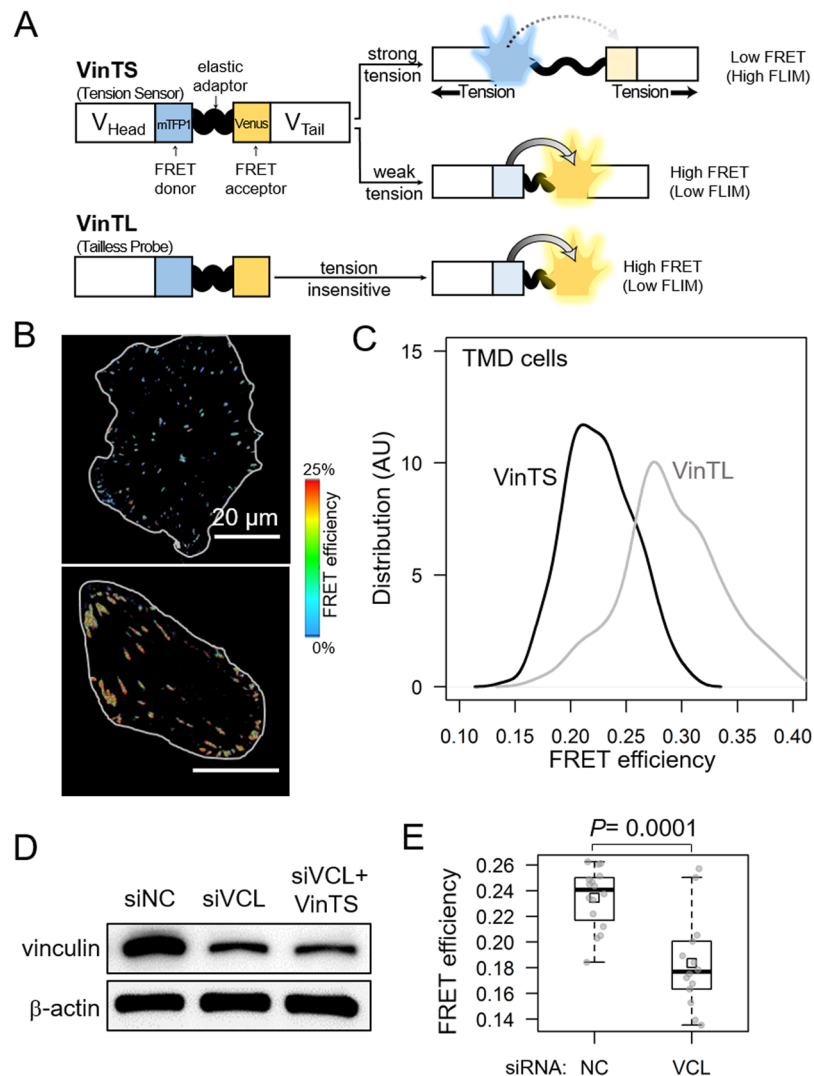 A
VinTS
(Tension Sensor)
elastic
adaptor
VHead
mTFP1
Venus
VTail
FRET
donor
FRET
acceptor
strong
tension
Tension
Tension
Low FRET
(High FLIM)
weak
tension
High FRET
(Low FLIM)
VinTL
(Tailless Probe)
tension
insensitive
High FRET
(Low FLIM)
B
20 µm
25%
FRET efficiency
0%
C
TMD cells
VinTS
VinTL
Distribution (AU)
15
10
5
0
0.10 0.15 0.20 0.25 0.30 0.35 0.40
FRET efficiency
D
siNC
siVCL
siVCL+
VinTS
vinculin
β-actin
E
P= 0.0001
FRET efficiency
0.26
0.24
0.22
0.20
0.18
0.16
0.14
siRNA: NC VCL